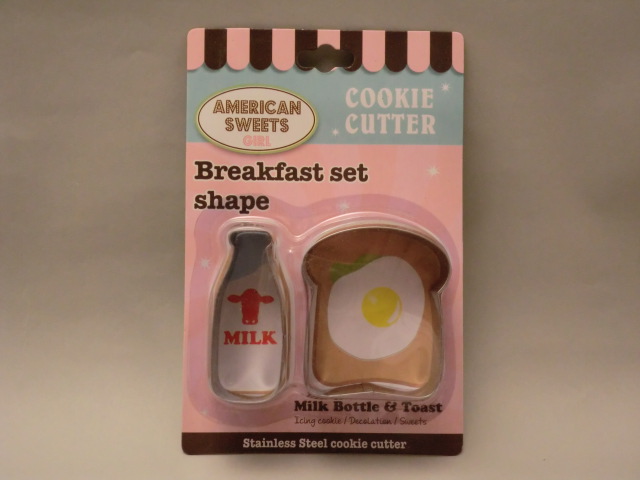 AMERICAN
SWEETS
GIRL
COOKIE
CUTTER
Breakfast set
shape
MILK
Milk Bottle & Toast
Icing cookie / Decolation / Sweets
Stainless Steel cookie cutter